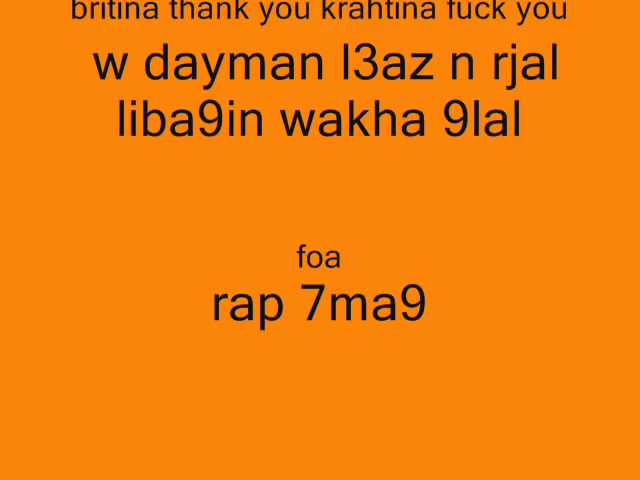 britina thank you krahtina fuck you
w dayman l3az n rjal
liba9in wakha 9lal
foa
rap 7ma9